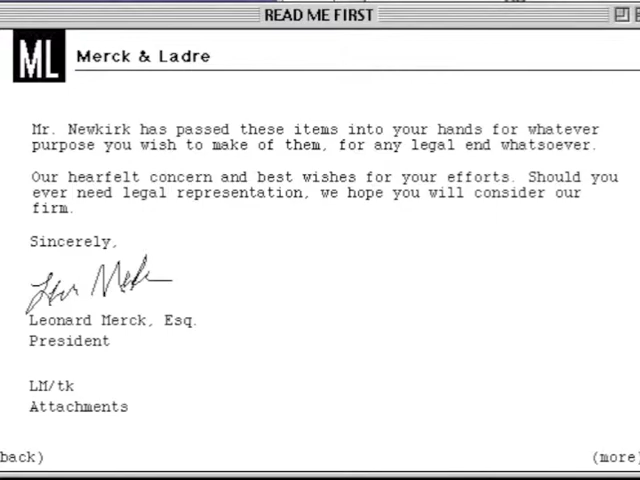 READ ME FIRST
ML Merck & Ladre
Mr. Newkirk has passed these items into your hands for whatever
purpose you wish to make of them, for any legal end whatsoever.
Our hearfelt concern and best wishes for your efforts. Should you
ever need legal representation, we hope you will consider our
firm.
Sincerely,
Leonard Merck, Esq.
President
LM/tk
Attachments
back) (more)